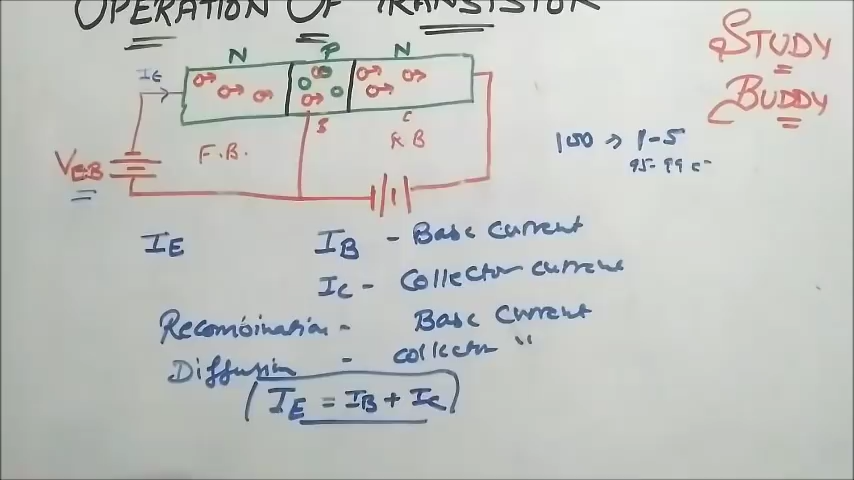 OPERATION OF TRANSISTOR
STUDY
BUDDY
N P N
IE
B C
F.B. RB
VEB
100 → 1-5
95-99 e-
IE IB - Base current
IC - Collector current
Recombination - Base current
Diffusion - collector "
IE = IB + IC